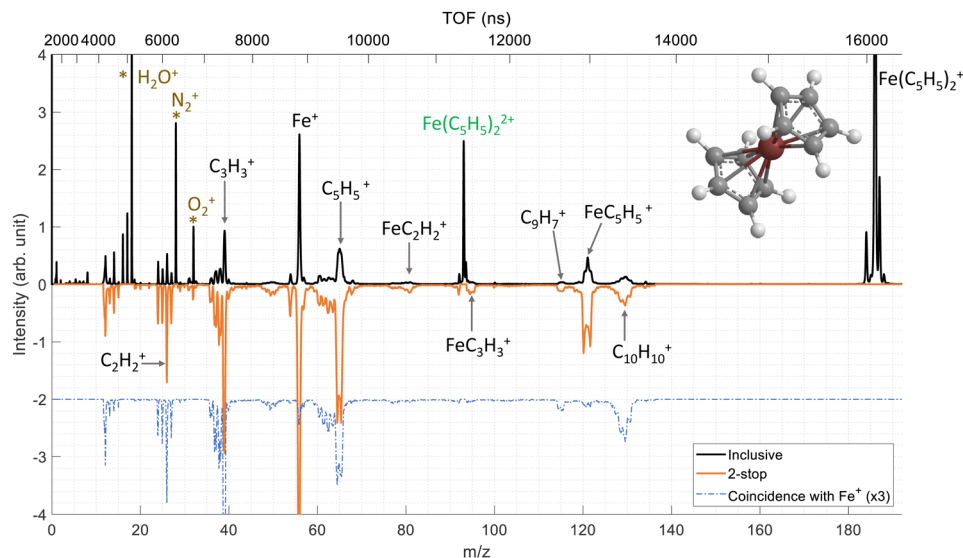 TOF (ns)
2000 4000 6000 8000 10000 12000 14000 16000
4
3
2
1
0
-1
-2
-3
-4
Intensity (arb. unit)
* H₂O⁺
N₂⁺
*
O₂⁺
*
C₃H₃⁺
Fe⁺
C₅H₅⁺
FeC₂H₂⁺
Fe(C₅H₅)₂²⁺
C₉H₇⁺
FeC₅H₅⁺
Fe(C₅H₅)₂⁺
C₂H₂⁺
FeC₃H₃⁺
C₁₀H₁₀⁺
Inclusive
2-stop
Coincidence with Fe⁺ (x3)
0 20 40 60 80 100 120 140 160 180
m/z